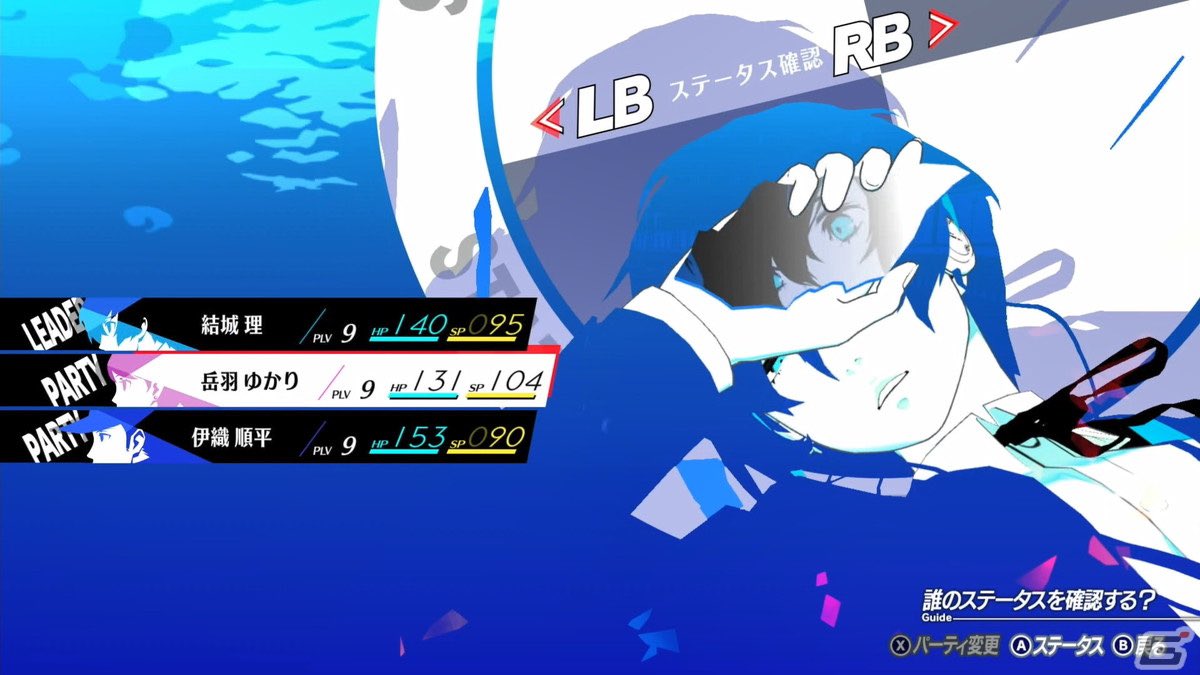 LB ステータス確認 RB
LEADER 結城 理 PLV 9 HP 140 SP 095
PARTY 岳羽 ゆかり PLV 9 HP 131 SP 104
PARTY 伊織 順平 PLV 9 HP 153 SP 090
誰のステータスを確認する?
Guide
X パーティ変更 A ステータス B 戻る